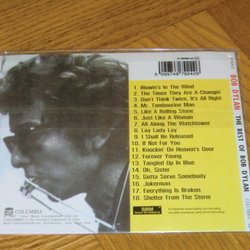 5 099748 792426
BOB DYLAN THE BEST OF BOB DYLAN
1. Blowin's In The Wind
2. The Times They Are A-Changin'
3. Don't Think Twice, It's All Right
4. Mr. Tambourine Man
5. Like A Rolling Stone
6. Just Like A Woman
7. All Along The Watchtower
8. Lay Lady Lay
9. I Shall Be Released
10. If Not For You
11. Knockin' On Heaven's Door
12. Forever Young
13. Tangled Up In Blue
14. Oh, Sister
15. Gotta Serve Somebody
16. Jokerman
17. Everything Is Broken
18. Shelter From The Storm
COLUMBIA
SBM